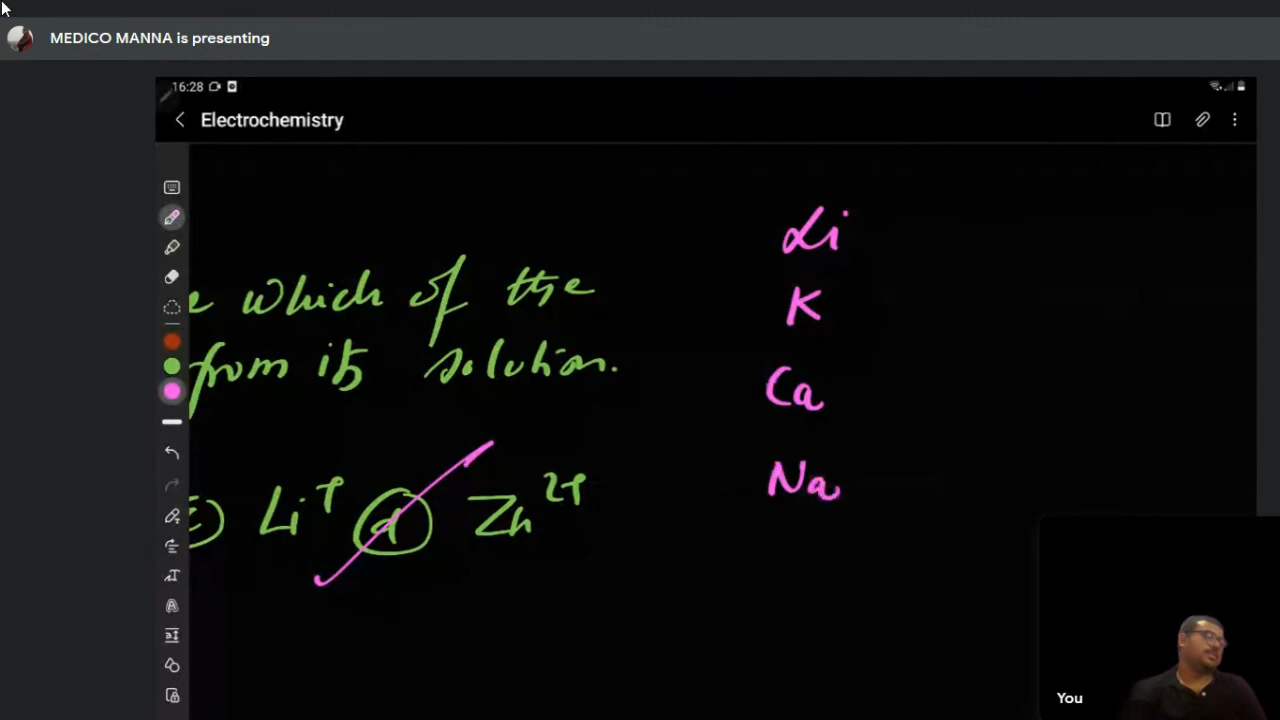 MEDICO MANNA is presenting
16:28
Electrochemistry
which of the
from its solution.
Li⁺ (d) Zn²⁺
Li
K
Ca
Na
You